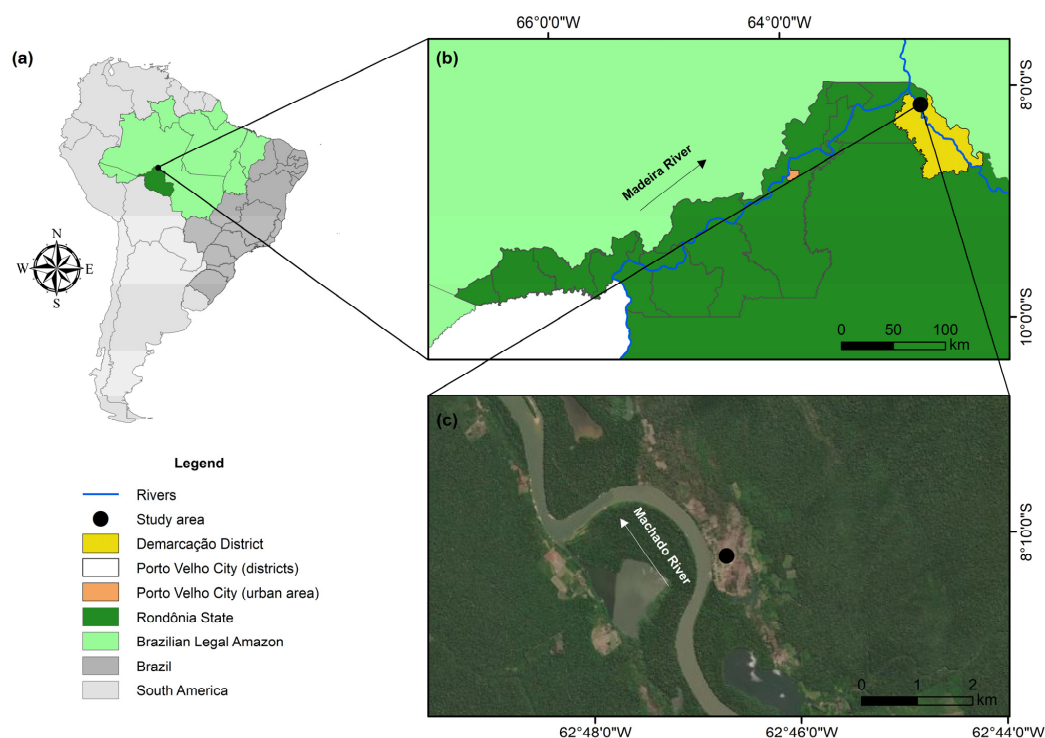 66°0'0"W
64°0'0"W
(a)
(b)
8°0'0"S
Madeira River
N
W
E
S
10°0'0"S
0
50
100
km
(c)
Legend
Rivers
Study area
Demarcação District
Porto Velho City (districts)
Porto Velho City (urban area)
Rondônia State
Brazilian Legal Amazon
Brazil
South America
Machado River
8°10'0"S
0
1
2
km
62°48'0"W
62°46'0"W
62°44'0"W